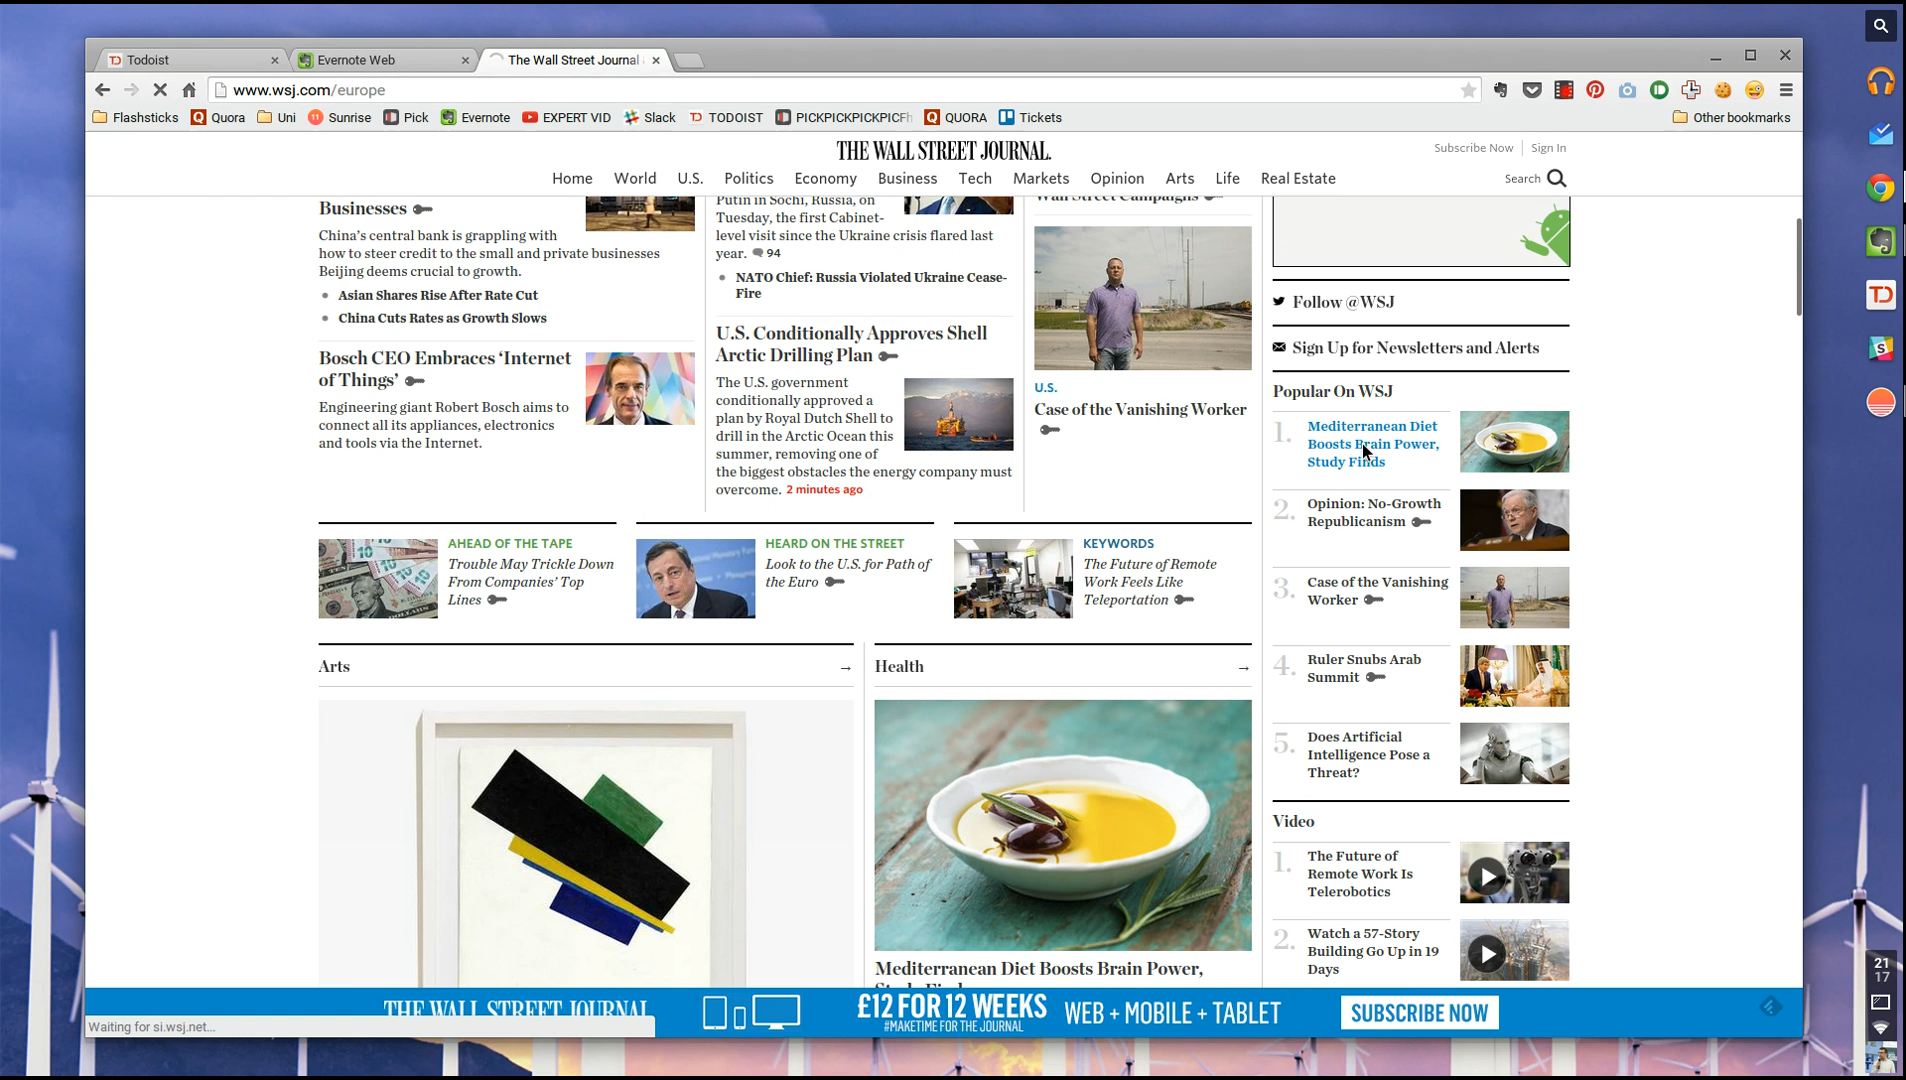 Todoist
Evernote Web
The Wall Street Journal
www.wsj.com/europe
Flashsticks
Quora
Uni
Sunrise
Pick
Evernote
EXPERT VID
Slack
TODOIST
PICKPICKPICKPICFH
QUORA
Tickets
Other bookmarks
THE WALL STREET JOURNAL.
Subscribe Now
Sign In
Home
World
U.S.
Politics
Economy
Business
Tech
Markets
Opinion
Arts
Life
Real Estate
Search
Businesses
China's central bank is grappling with
how to steer credit to the small and private businesses
Beijing deems crucial to growth.
Asian Shares Rise After Rate Cut
China Cuts Rates as Growth Slows
Bosch CEO Embraces 'Internet
of Things'
Engineering giant Robert Bosch aims to
connect all its appliances, electronics
and tools via the Internet.
Putin in Sochi, Russia, on
Tuesday, the first Cabinet-
level visit since the Ukraine crisis flared last
year. 94
NATO Chief: Russia Violated Ukraine Cease-
Fire
U.S. Conditionally Approves Shell
Arctic Drilling Plan
The U.S. government
conditionally approved a
plan by Royal Dutch Shell to
drill in the Arctic Ocean this
summer, removing one of
the biggest obstacles the energy company must
overcome. 2 minutes ago
Wall Street Campaigns
U.S.
Case of the Vanishing Worker
Follow @WSJ
Sign Up for Newsletters and Alerts
Popular On WSJ
1.
Mediterranean Diet
Boosts Brain Power,
Study Finds
2.
Opinion: No-Growth
Republicanism
3.
Case of the Vanishing
Worker
4.
Ruler Snubs Arab
Summit
5.
Does Artificial
Intelligence Pose a
Threat?
AHEAD OF THE TAPE
Trouble May Trickle Down
From Companies' Top
Lines
HEARD ON THE STREET
Look to the U.S. for Path of
the Euro
KEYWORDS
The Future of Remote
Work Feels Like
Teleportation
Arts →
Health →
Mediterranean Diet Boosts Brain Power,
Video
1.
The Future of
Remote Work Is
Telerobotics
2.
Watch a 57-Story
Building Go Up in 19
Days
THE WALL STREET JOURNAL
£12 FOR 12 WEEKS
#MAKETIME FOR THE JOURNAL
WEB + MOBILE + TABLET
SUBSCRIBE NOW
Waiting for si.wsj.net...
21
17